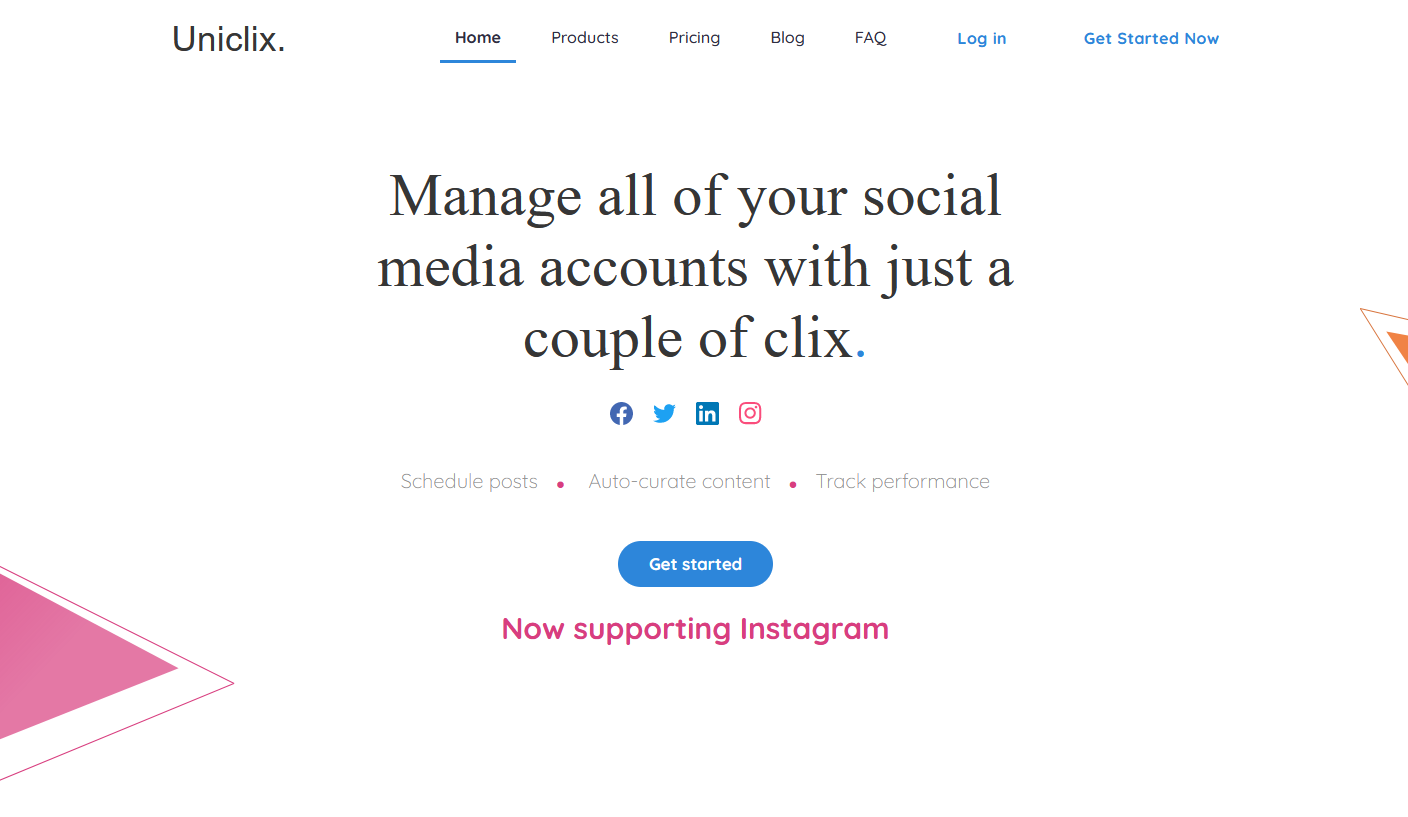 Uniclix.
Home Products Pricing Blog FAQ Log in Get Started Now
Manage all of your social
media accounts with just a
couple of clix.
Schedule posts • Auto-curate content • Track performance
Get started
Now supporting Instagram